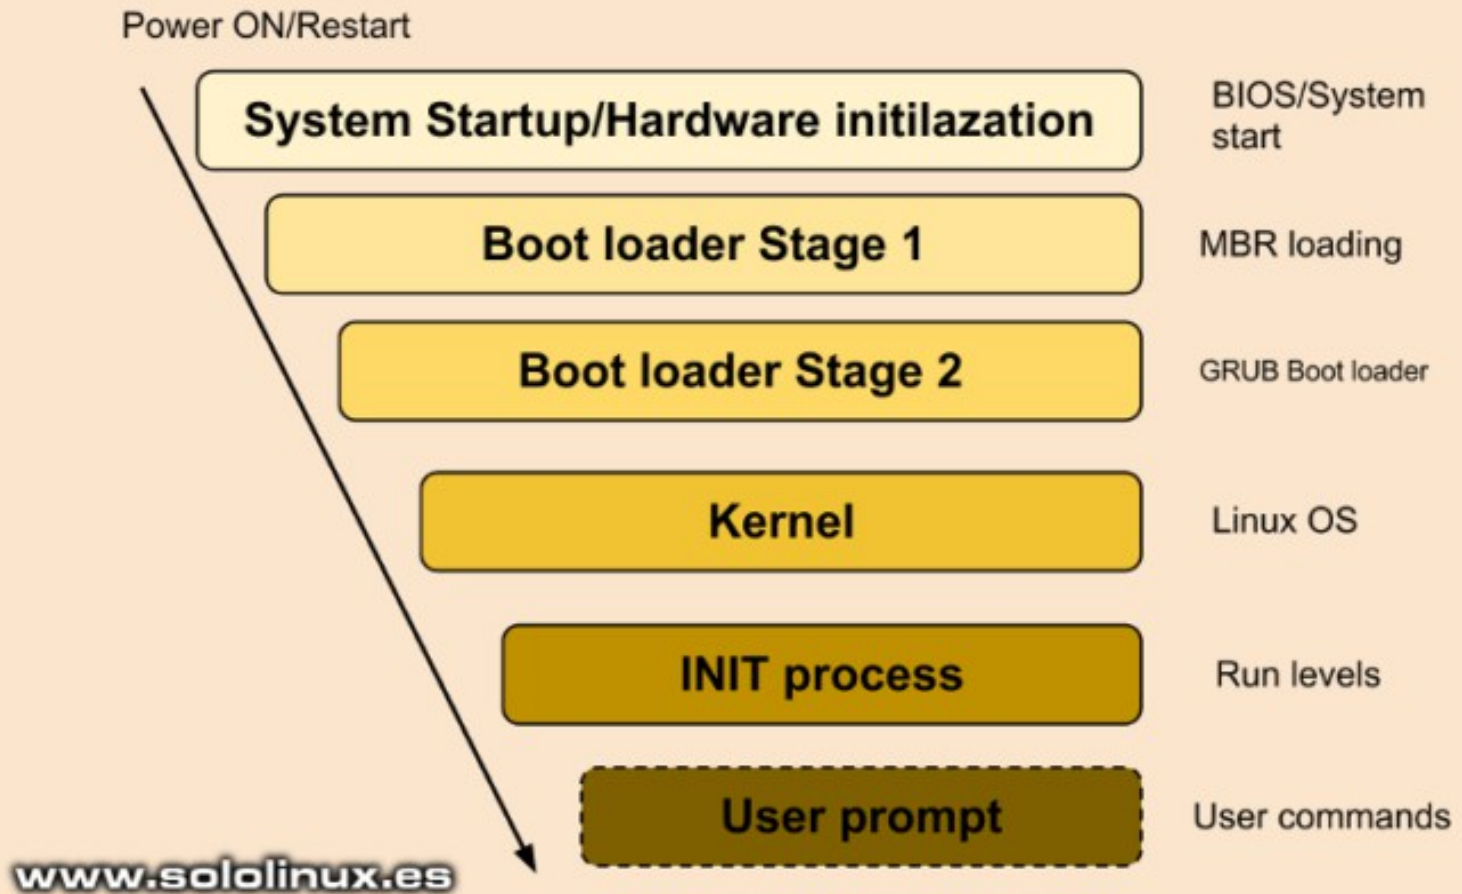 Power ON/Restart
System Startup/Hardware initilazation
BIOS/System
start
Boot loader Stage 1
MBR loading
Boot loader Stage 2
GRUB Boot loader
Kernel
Linux OS
INIT process
Run levels
User prompt
User commands
www.sololinux.es